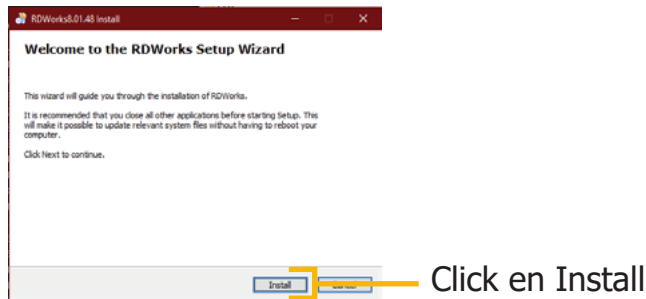 RDWorks8.01.48 Install
Welcome to the RDWorks Setup Wizard
This wizard will guide you through the installation of RDWorks.
It is recommended that you close all other applications before starting Setup. This
will make it possible to update relevant system files without having to reboot your
computer.
Click Next to continue.
Install
Click en Install